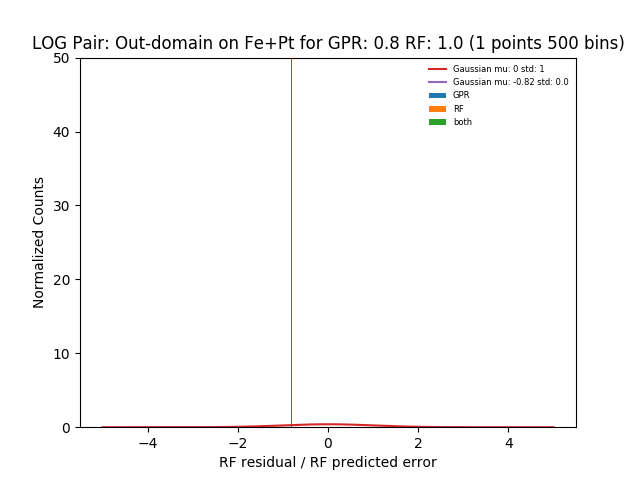 LOG Pair: Out-domain on Fe+Pt for GPR: 0.8 RF: 1.0 (1 points 500 bins)
50
40
30
20
10
0
Normalized Counts
Gaussian mu: 0 std: 1
Gaussian mu: -0.82 std: 0.0
GPR
RF
both
−4 −2 0 2 4
RF residual / RF predicted error